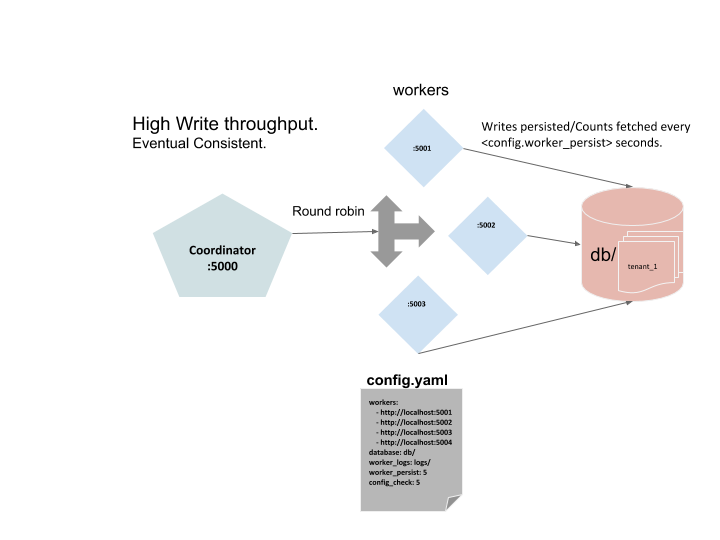 workers
High Write throughput.
Eventual Consistent.
:5001
Writes persisted/Counts fetched every
<config.worker_persist> seconds.
Round robin
:5002
Coordinator
:5000
db/
tenant_1
:5003
config.yaml
workers:
- http://localhost:5001
- http://localhost:5002
- http://localhost:5003
- http://localhost:5004
database: db/
worker_logs: logs/
worker_persist: 5
config_check: 5